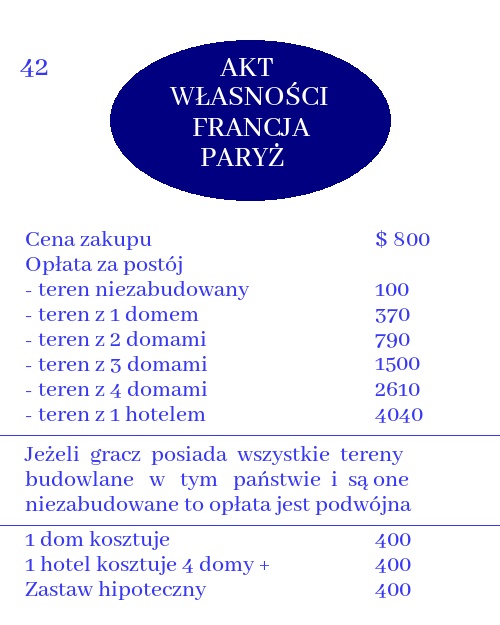 42
AKT
WŁASNOŚCI
FRANCJA
PARYŻ
Cena zakupu $ 800
Opłata za postój
- teren niezabudowany 100
- teren z 1 domem 370
- teren z 2 domami 790
- teren z 3 domami 1500
- teren z 4 domami 2610
- teren z 1 hotelem 4040
Jeżeli gracz posiada wszystkie tereny
budowlane w tym państwie i są one
niezabudowane to opłata jest podwójna
1 dom kosztuje 400
1 hotel kosztuje 4 domy + 400
Zastaw hipoteczny 400